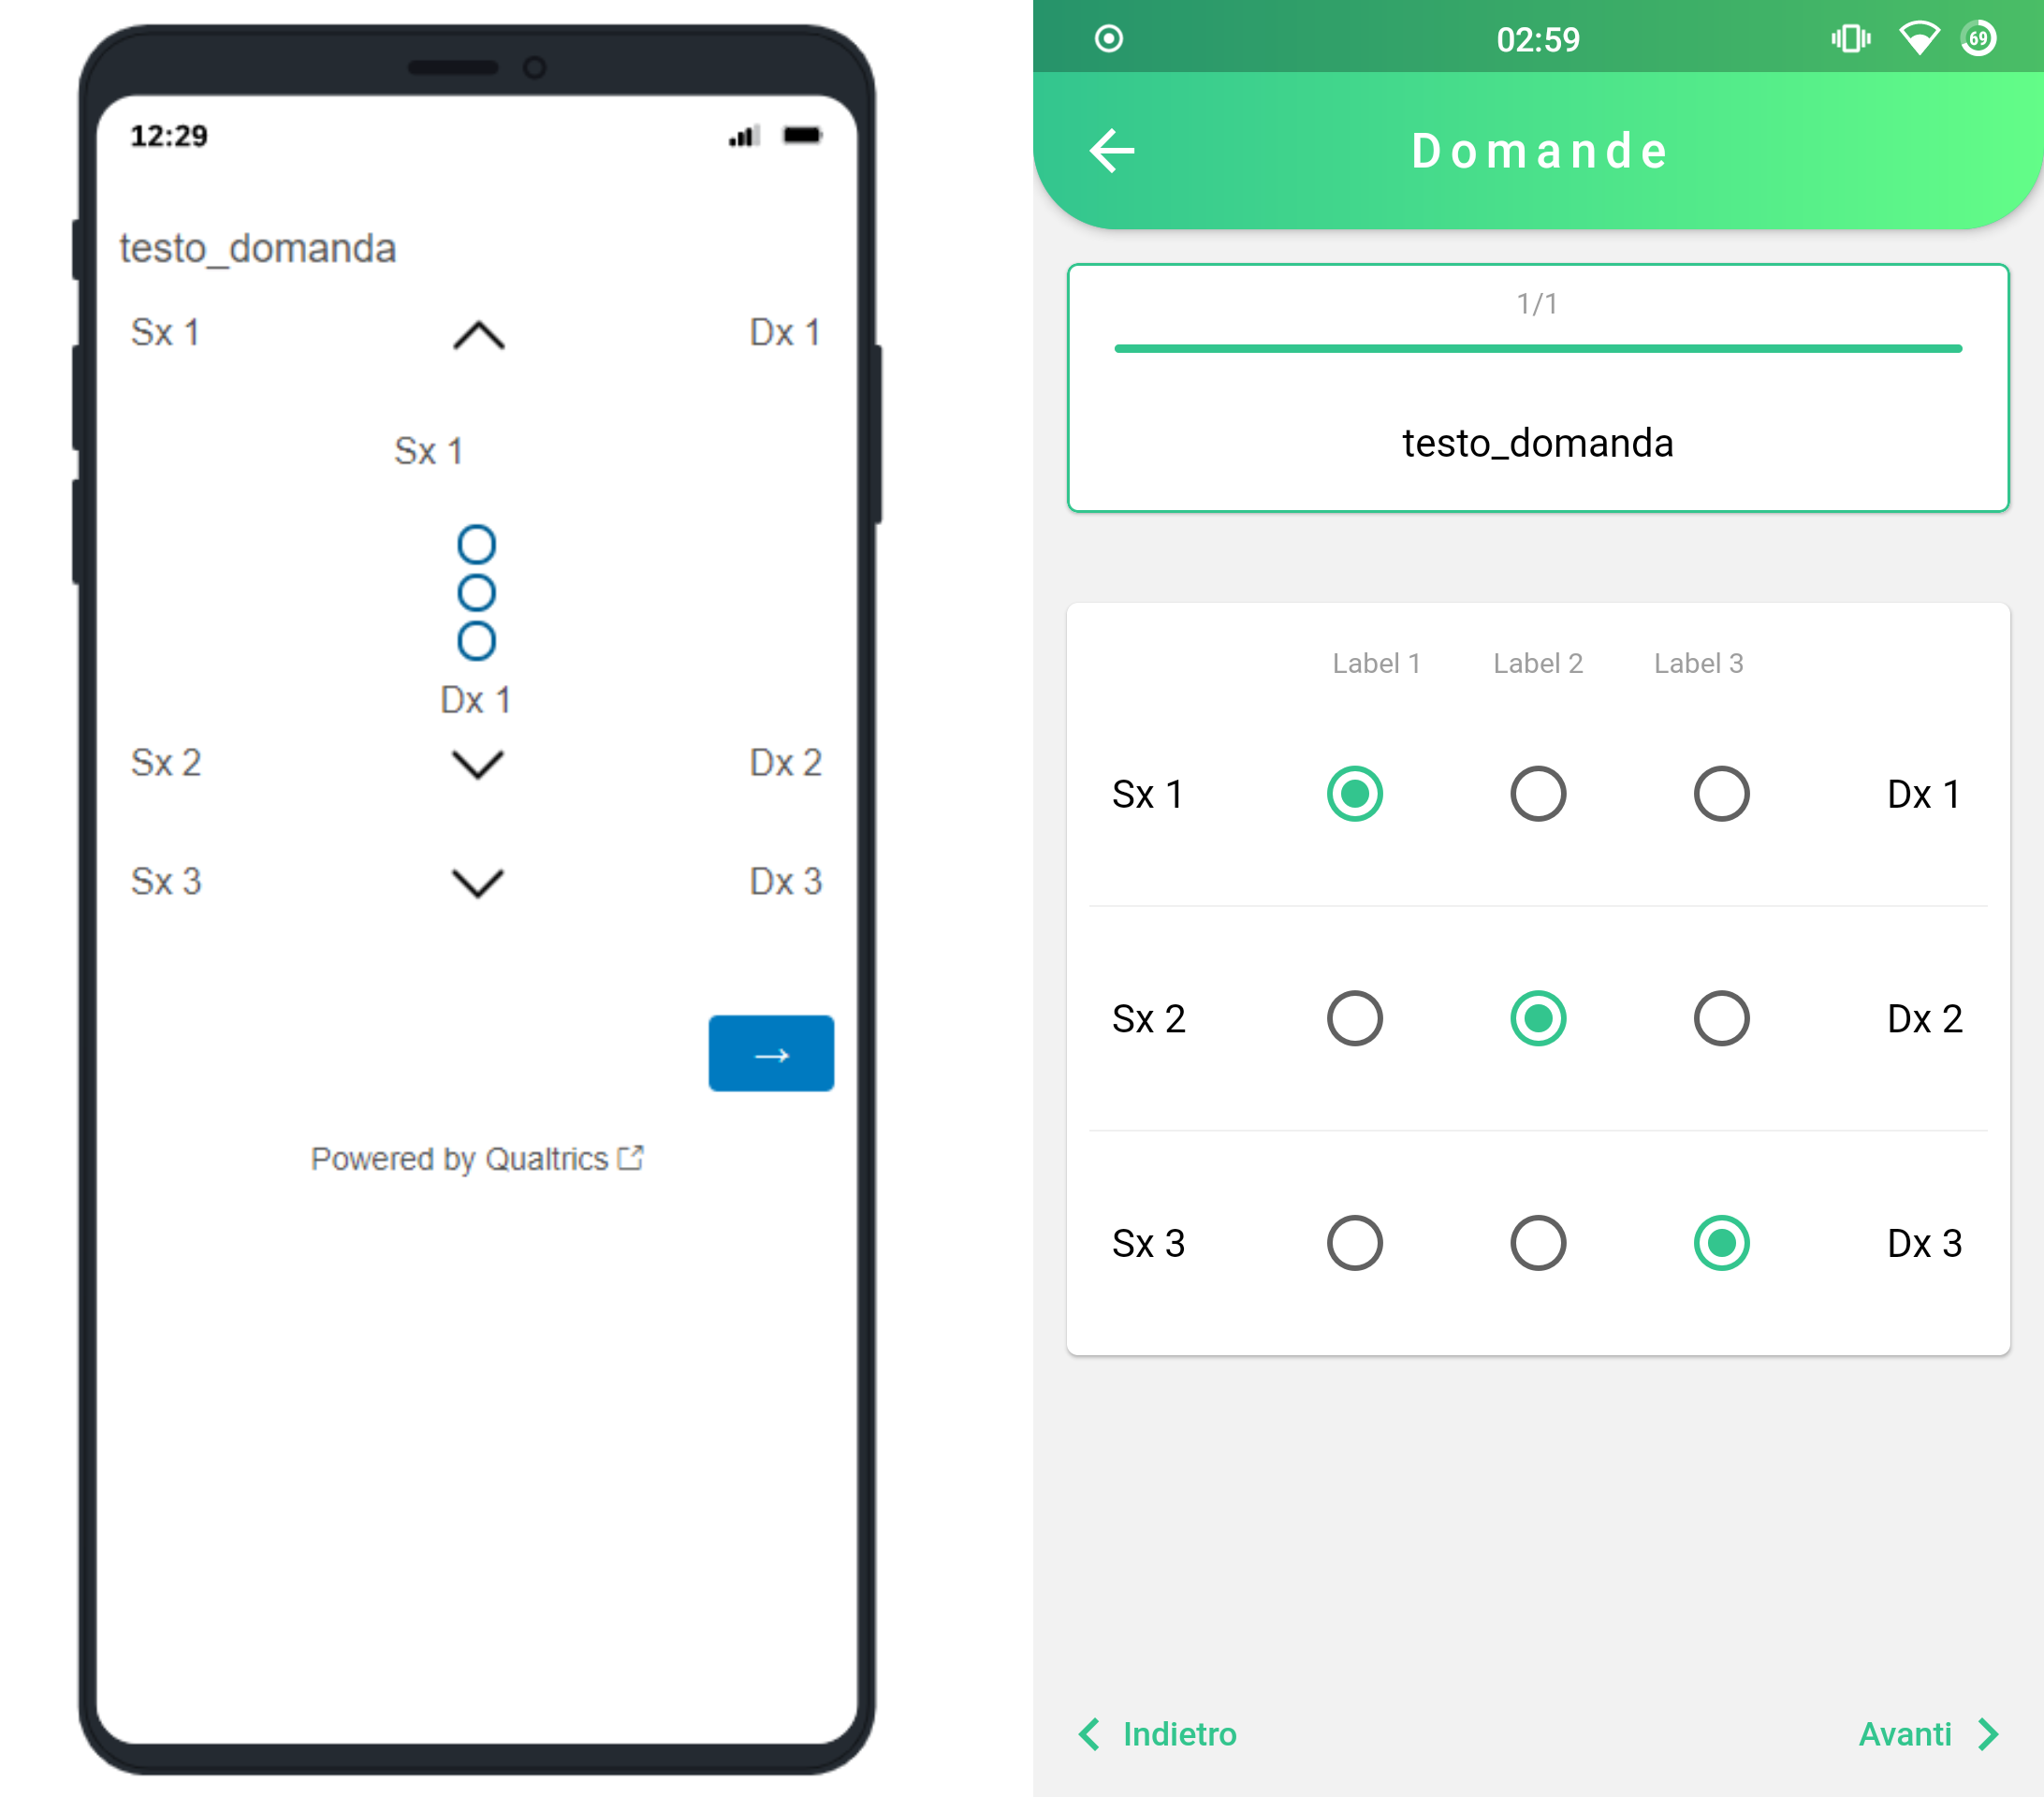 12:29
testo_domanda
Sx 1 Dx 1
Sx 1
Dx 1
Sx 2 Dx 2
Sx 3 Dx 3
→
Powered by Qualtrics
02:59 69
Domande
1/1
testo_domanda
Label 1 Label 2 Label 3
Sx 1 Dx 1
Sx 2 Dx 2
Sx 3 Dx 3
Indietro Avanti